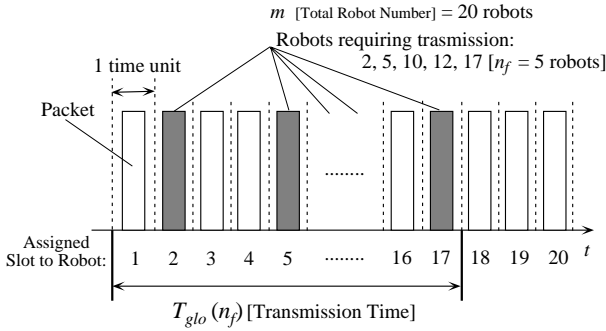 m [Total Robot Number] = 20 robots
Robots requiring trasmission:
2, 5, 10, 12, 17 [n_f = 5 robots]
1 time unit
Packet
........
Assigned
Slot to Robot:
1 2 3 4 5 ........ 16 17 18 19 20
t
T_glo (n_f) [Transmission Time]